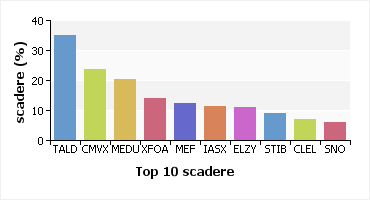 scadere (%)
40
30
20
10
0
TALD CMVX MEDU XFOA MEF IASX ELZY STIB CLEL SNO
Top 10 scadere